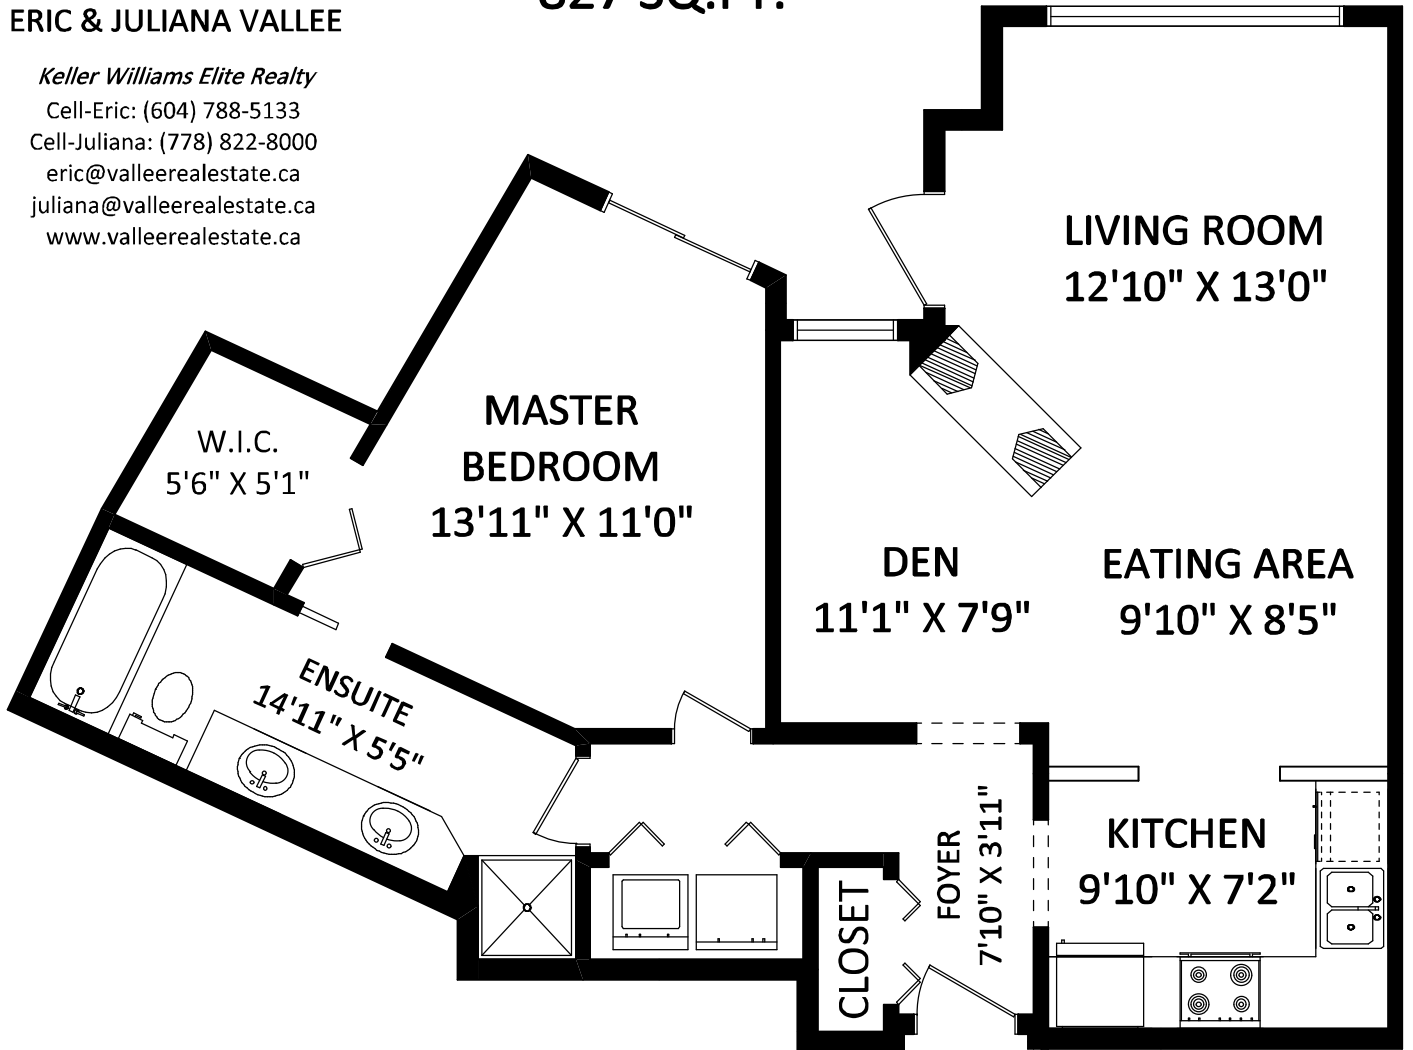 827 SQ.FT.
ERIC & JULIANA VALLEE
Keller Williams Elite Realty
Cell-Eric: (604) 788-5133
Cell-Juliana: (778) 822-8000
eric@valleerealestate.ca
juliana@valleerealestate.ca
www.valleerealestate.ca
LIVING ROOM
12'10" X 13'0"
MASTER
BEDROOM
13'11" X 11'0"
W.I.C.
5'6" X 5'1"
DEN
11'1" X 7'9"
EATING AREA
9'10" X 8'5"
ENSUITE
14'11" X 5'5"
KITCHEN
9'10" X 7'2"
FOYER
7'10" X 3'11"
CLOSET